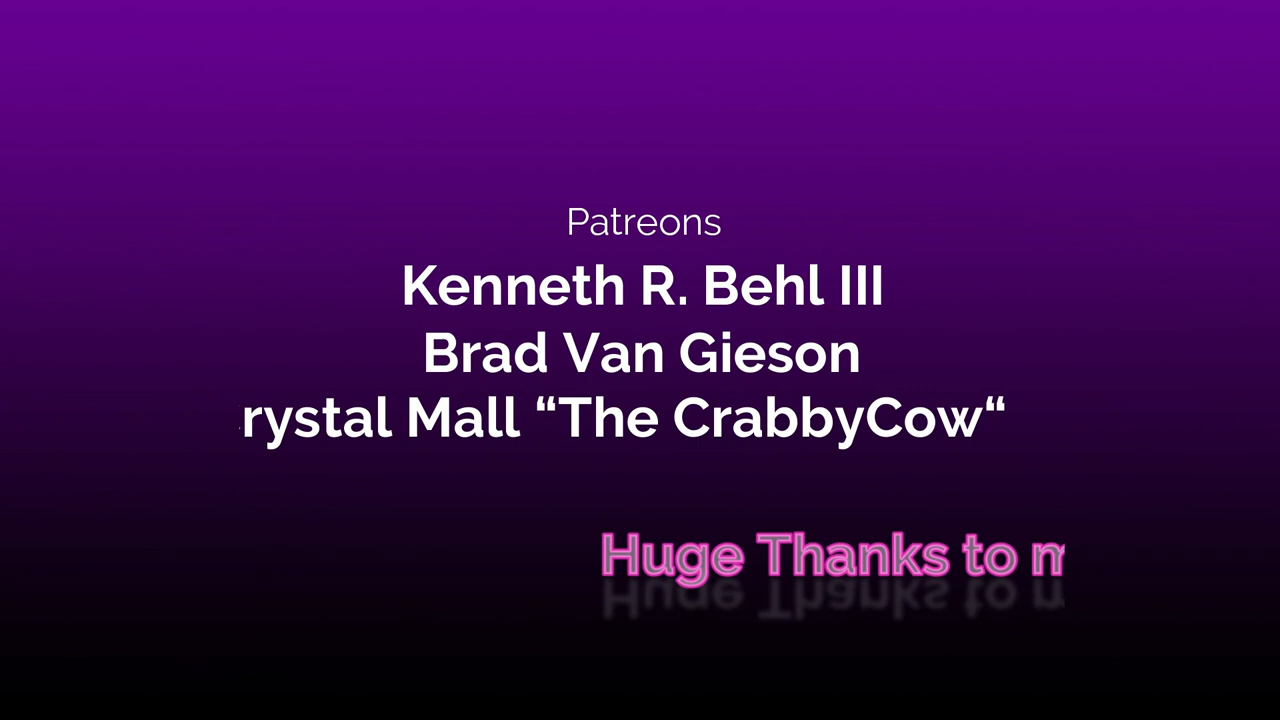 Patreons
Kenneth R. Behl III
Brad Van Gieson
rystal Mall “The CrabbyCow“
Huge Thanks to m